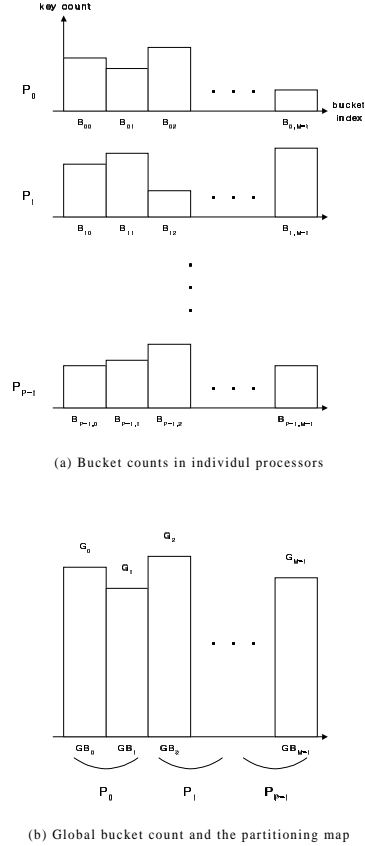 key count
P0
bucket
index
B00 B01 B02 B0,M-1
P1
B10 B11 B12 B1,M-1
PP-1
BP-1,0 BP-1,1 BP-1,2 BP-1,M-1
(a) Bucket counts in individul processors
G0 G1 G2 GM-1
GB0 GB1 GB2 GBM-1
P0 P1 PP-1
(b) Global bucket count and the partitioning map